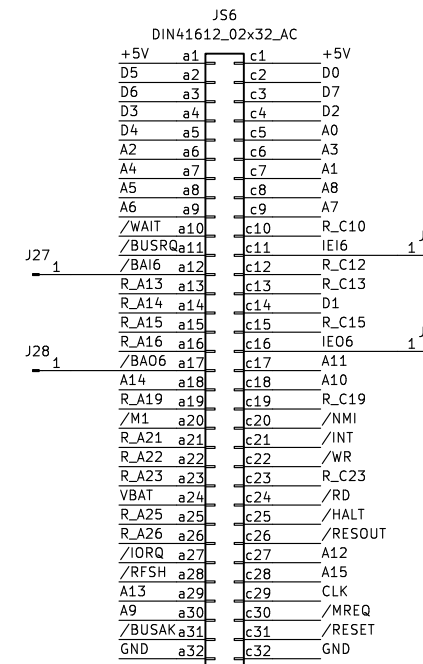 JS6
DIN41612_02x32_AC
+5V a1 c1 +5V
D5 a2 c2 D0
D6 a3 c3 D7
D3 a4 c4 D2
D4 a5 c5 A0
A2 a6 c6 A3
A4 a7 c7 A1
A5 a8 c8 A8
A6 a9 c9 A7
/WAIT a10 c10 R_C10
/BUSRQ a11 c11 IEI6 1 J
J27 1 /BAI6 a12 c12 R_C12
R_A13 a13 c13 R_C13
R_A14 a14 c14 D1
R_A15 a15 c15 R_C15
R_A16 a16 c16 IEO6 1 J
J28 1 /BAO6 a17 c17 A11
A14 a18 c18 A10
R_A19 a19 c19 R_C19
/M1 a20 c20 /NMI
R_A21 a21 c21 /INT
R_A22 a22 c22 /WR
R_A23 a23 c23 R_C23
VBAT a24 c24 /RD
R_A25 a25 c25 /HALT
R_A26 a26 c26 /RESOUT
/IORQ a27 c27 A12
/RFSH a28 c28 A15
A13 a29 c29 CLK
A9 a30 c30 /MREQ
/BUSAK a31 c31 /RESET
GND a32 c32 GND